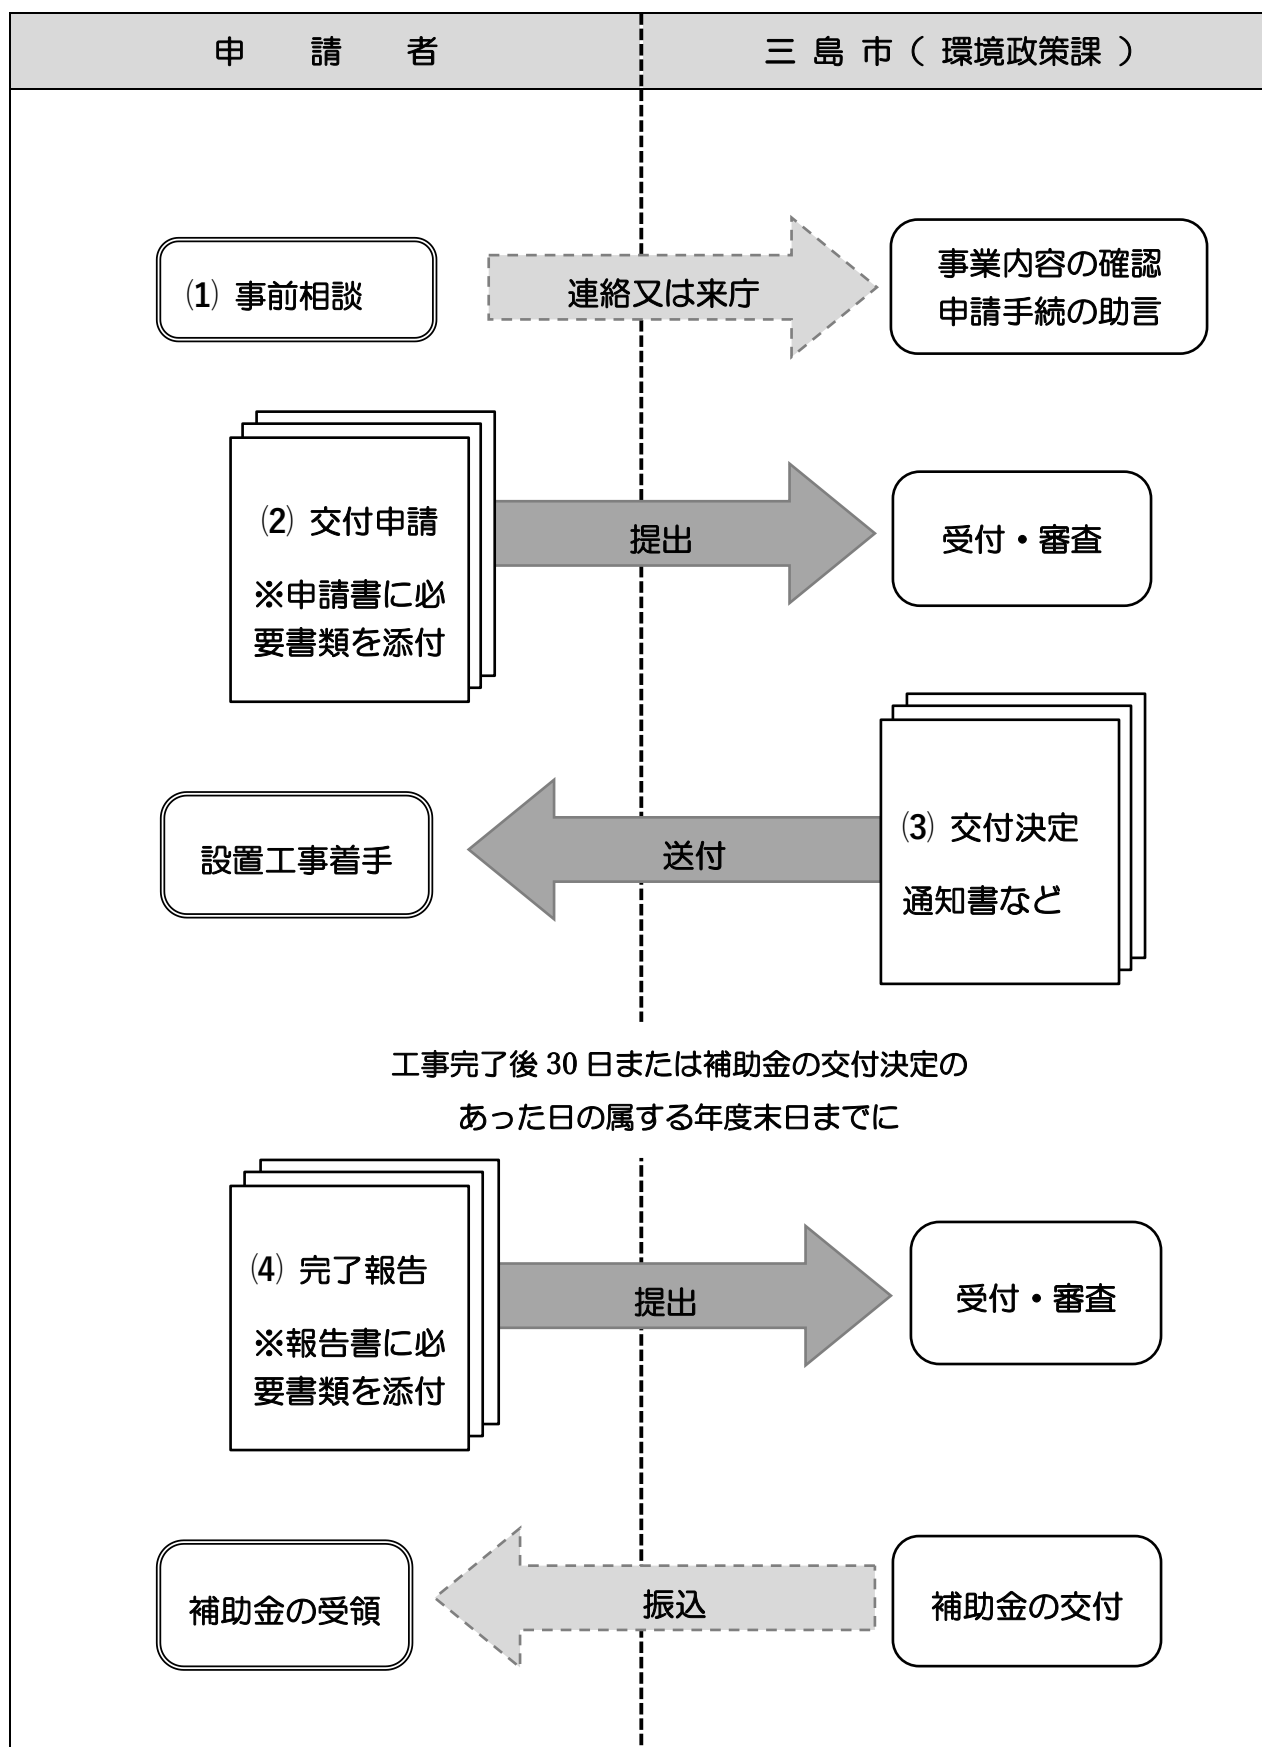 申請者
三島市(環境政策課)
⑴ 事前相談
連絡又は来庁
事業内容の確認
申請手続の助言
⑵ 交付申請
※申請書に必
要書類を添付
提出
受付・審査
⑶ 交付決定
通知書など
送付
設置工事着手
工事完了後 30 日または補助金の交付決定の
あった日の属する年度末日までに
⑷ 完了報告
※報告書に必
要書類を添付
提出
受付・審査
補助金の交付
振込
補助金の受領